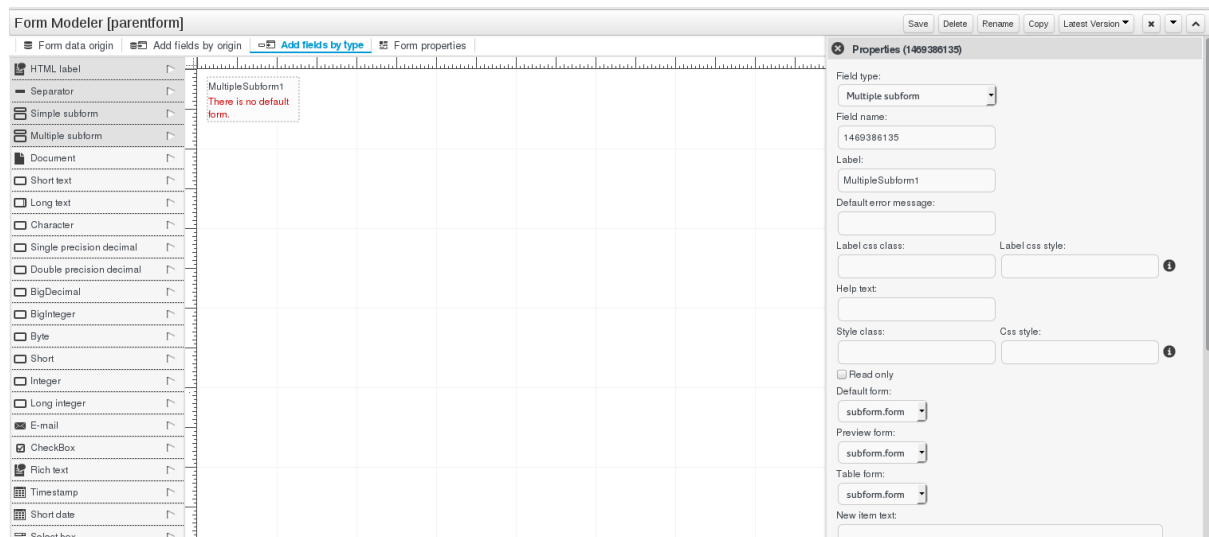 Form Modeler [parentform]
Save Delete Rename Copy Latest Version
Form data origin Add fields by origin Add fields by type Form properties
HTML label
Separator
Simple subform
Multiple subform
Document
Short text
Long text
Character
Single precision decimal
Double precision decimal
BigDecimal
BigInteger
Byte
Short
Integer
Long integer
E-mail
CheckBox
Rich text
Timestamp
Short date
Select box
MultipleSubform1
There is no default
form.
Properties (1469386135)
Field type:
Multiple subform
Field name:
1469386135
Label:
MultipleSubform1
Default error message:
Label css class: Label css style:
Help text:
Style class: Css style:
Read only
Default form:
subform.form
Preview form:
subform.form
Table form:
subform.form
New item text: